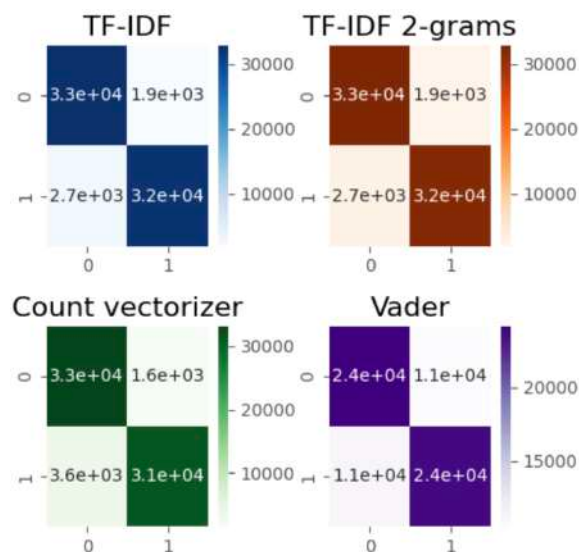 TF-IDF TF-IDF 2-grams
30000 30000
0 3.3e+04 1.9e+03 0 3.3e+04 1.9e+03
20000 20000
1 2.7e+03 3.2e+04 10000 1 2.7e+03 3.2e+04 10000
0 1 0 1
Count vectorizer Vader
30000
0 3.3e+04 1.6e+03 0 2.4e+04 1.1e+04 20000
20000
1 3.6e+03 3.1e+04 10000 1 1.1e+04 2.4e+04 15000
0 1 0 1